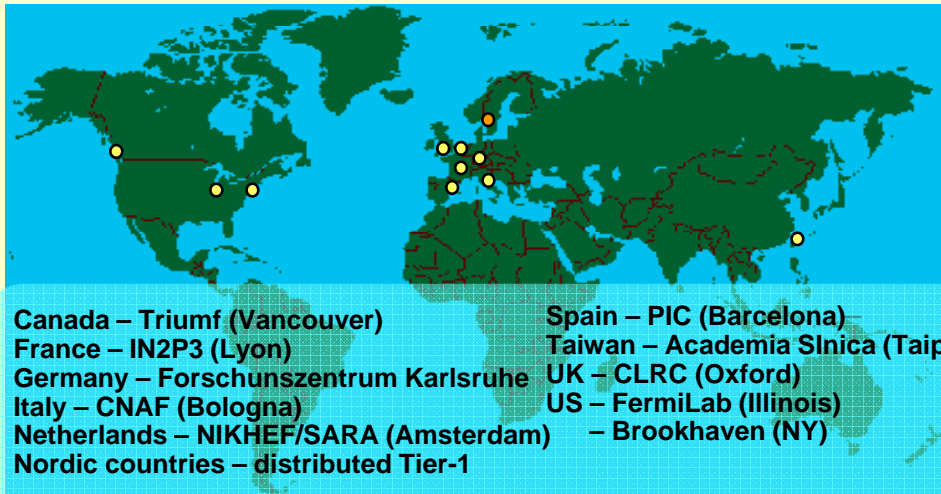 Canada – Triumf (Vancouver)
France – IN2P3 (Lyon)
Germany – Forschunszentrum Karlsruhe
Italy – CNAF (Bologna)
Netherlands – NIKHEF/SARA (Amsterdam)
Nordic countries – distributed Tier-1
Spain – PIC (Barcelona)
Taiwan – Academia SInica (Taip
UK – CLRC (Oxford)
US – FermiLab (Illinois)
– Brookhaven (NY)